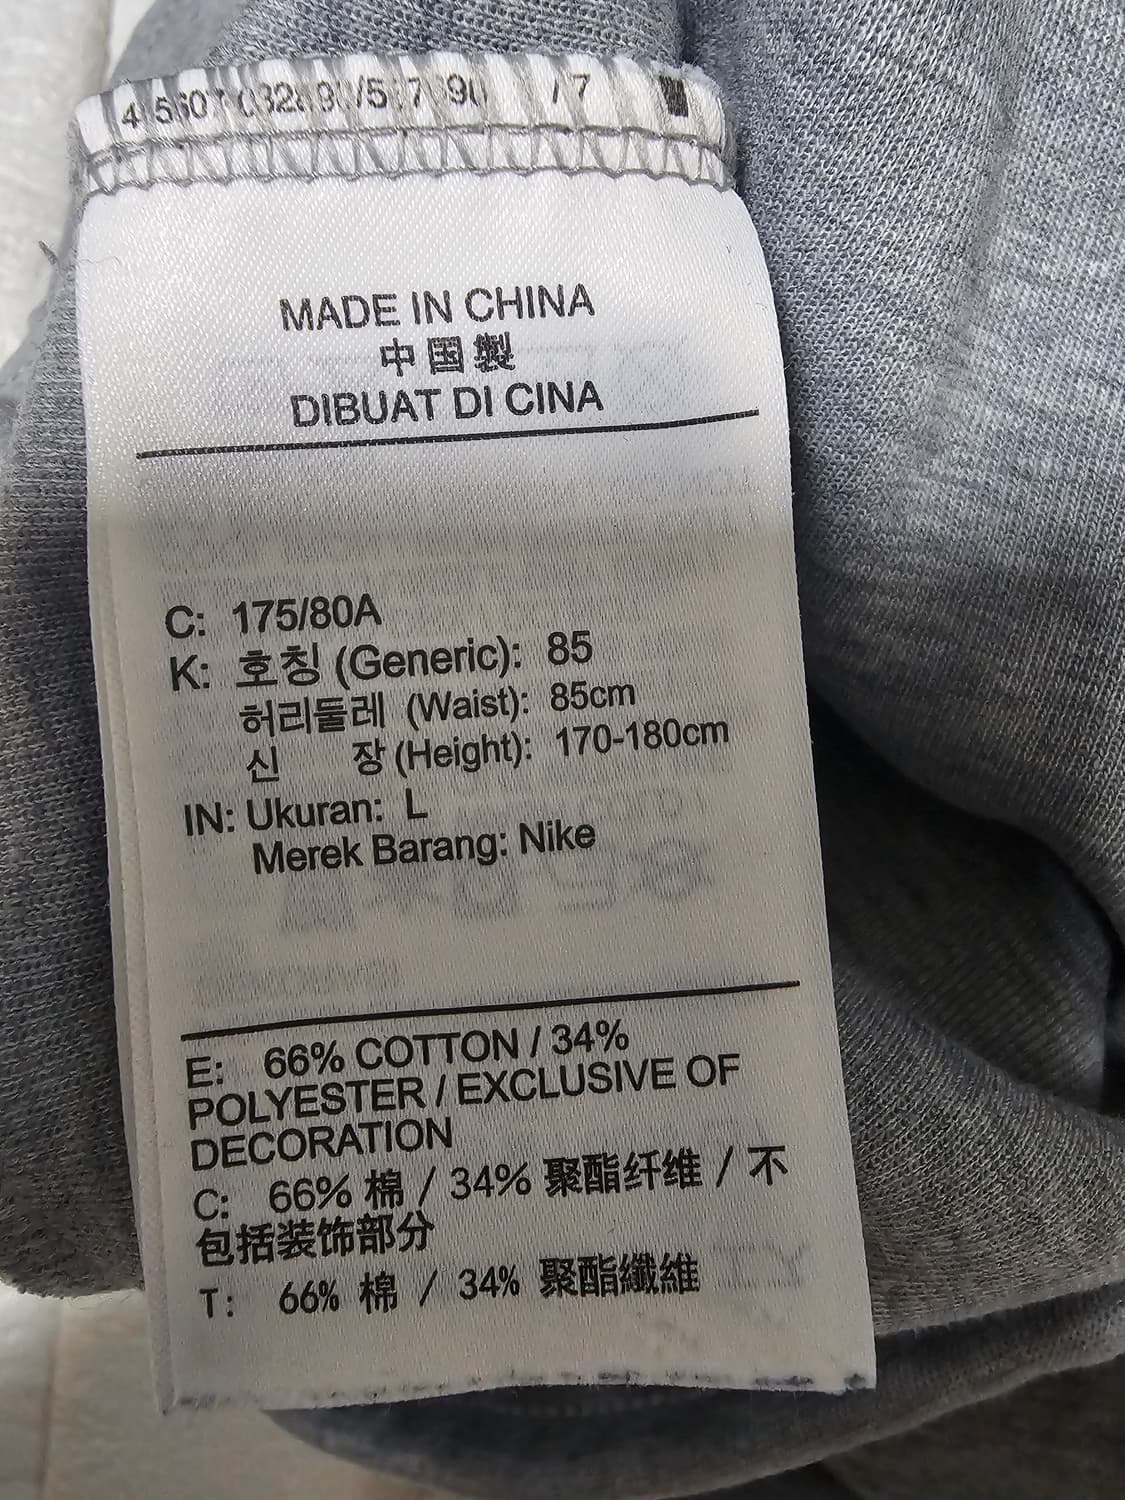 MADE IN CHINA
中国製
DIBUAT DI CINA
C: 175/80A
K: 호칭 (Generic): 85
허리둘레 (Waist): 85cm
신 장 (Height): 170-180cm
IN: Ukuran: L
Merek Barang: Nike
E: 66% COTTON / 34%
POLYESTER / EXCLUSIVE OF
DECORATION
C: 66% 棉 / 34% 聚酯纤维 / 不
包括装饰部分
T: 66% 棉 / 34% 聚酯纖維